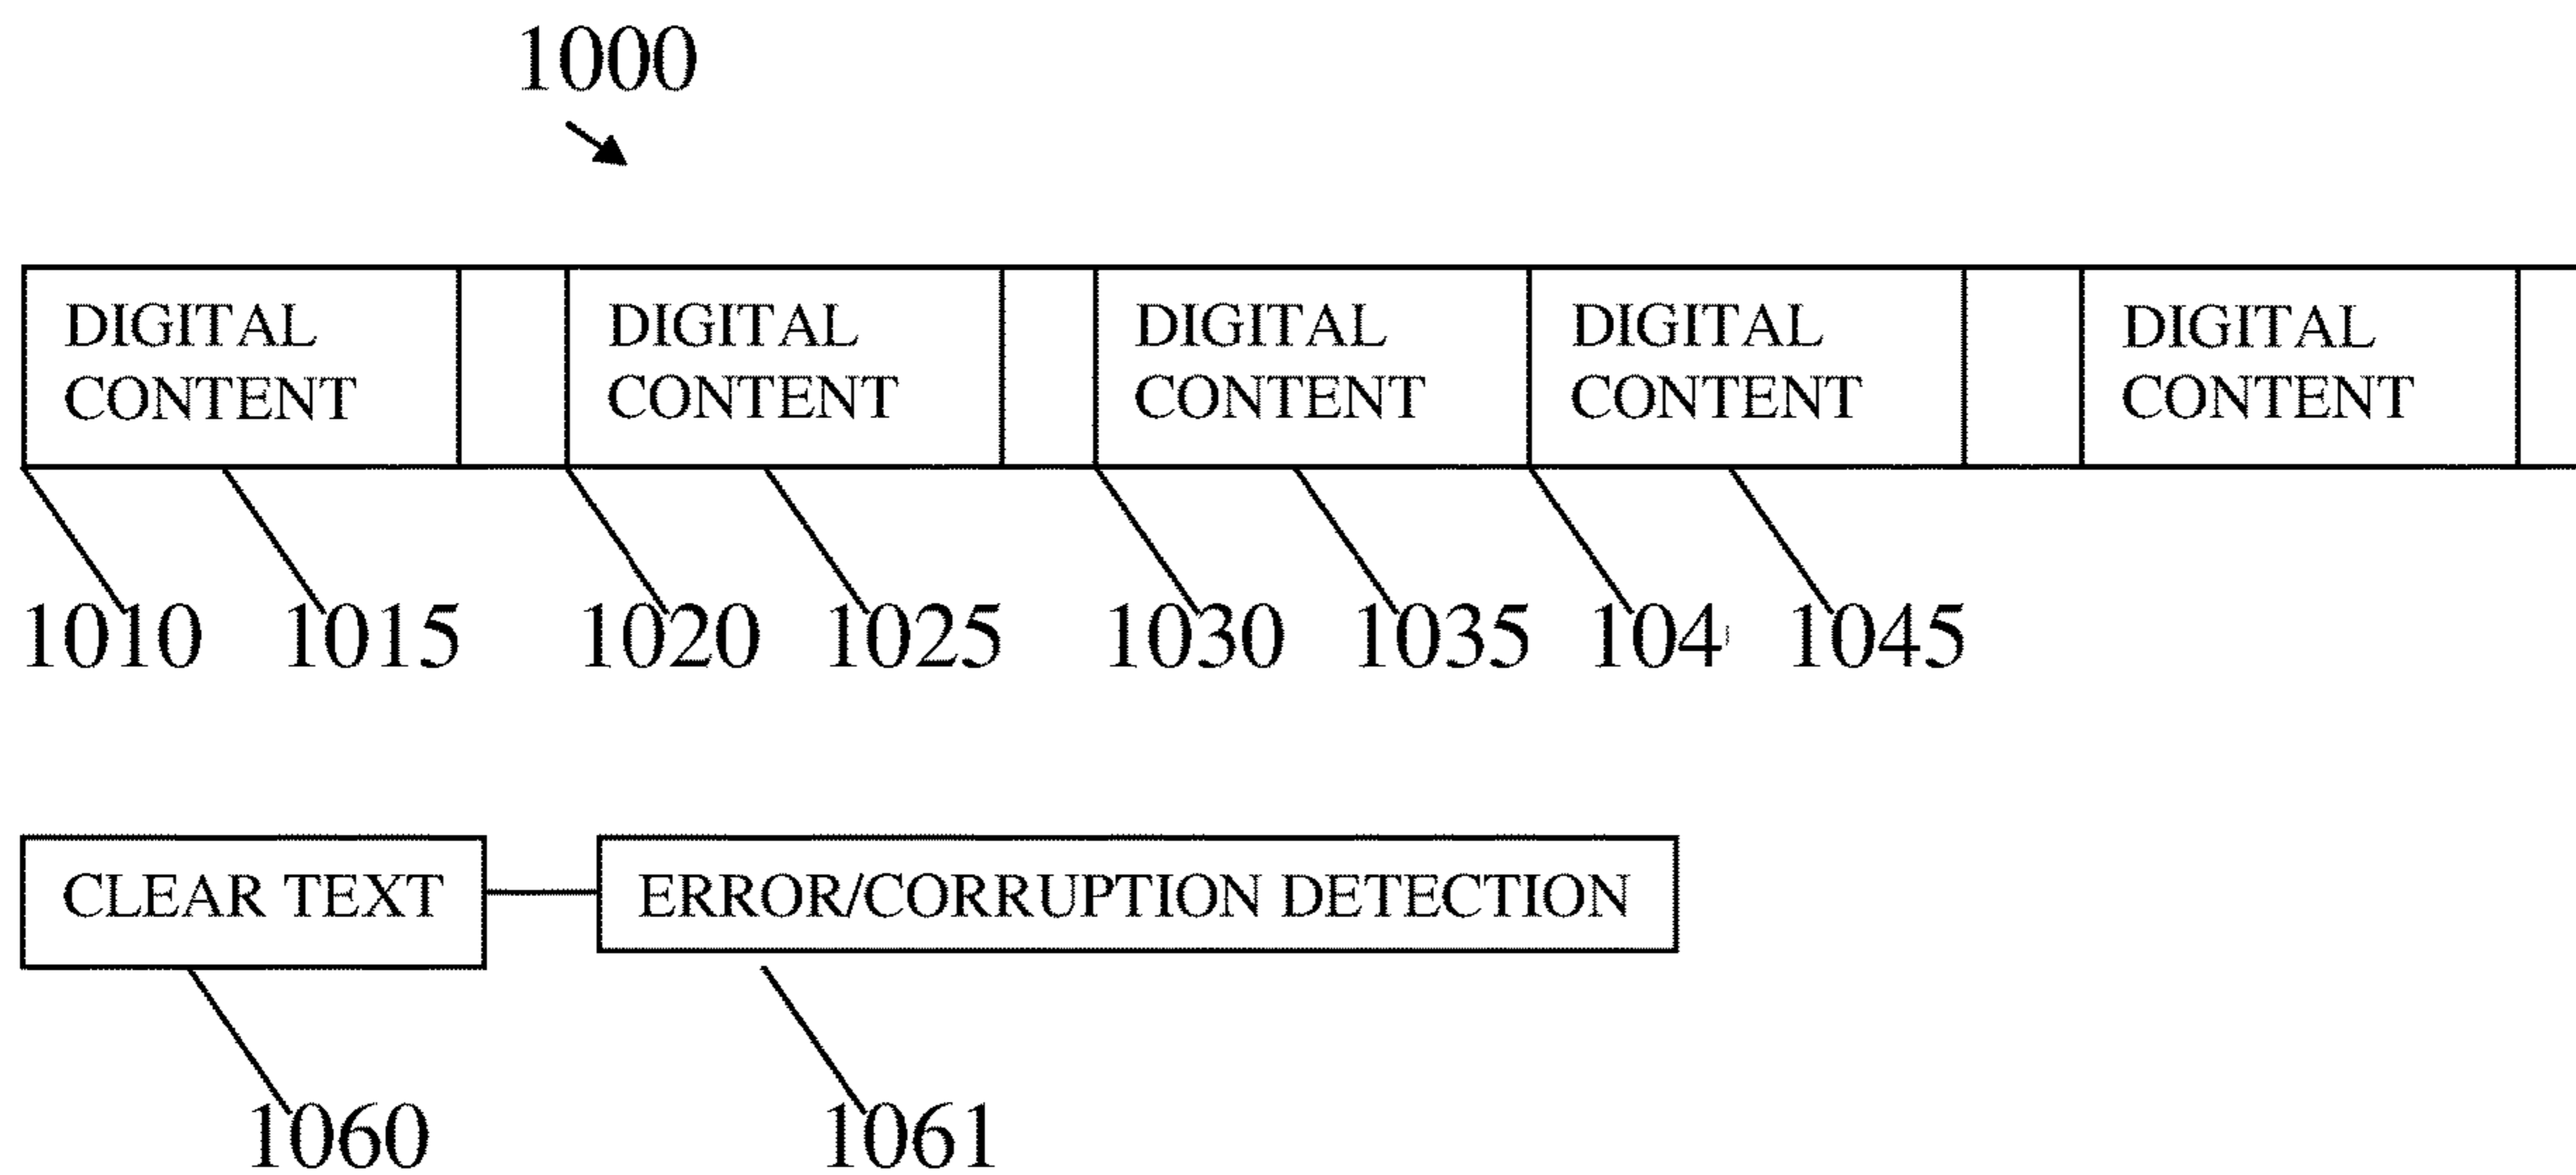 1000
DIGITAL CONTENT
DIGITAL CONTENT
DIGITAL CONTENT
DIGITAL CONTENT
DIGITAL CONTENT
1010 1015 1020 1025 1030 1035 104 1045
CLEAR TEXT
ERROR/CORRUPTION DETECTION
1060 1061